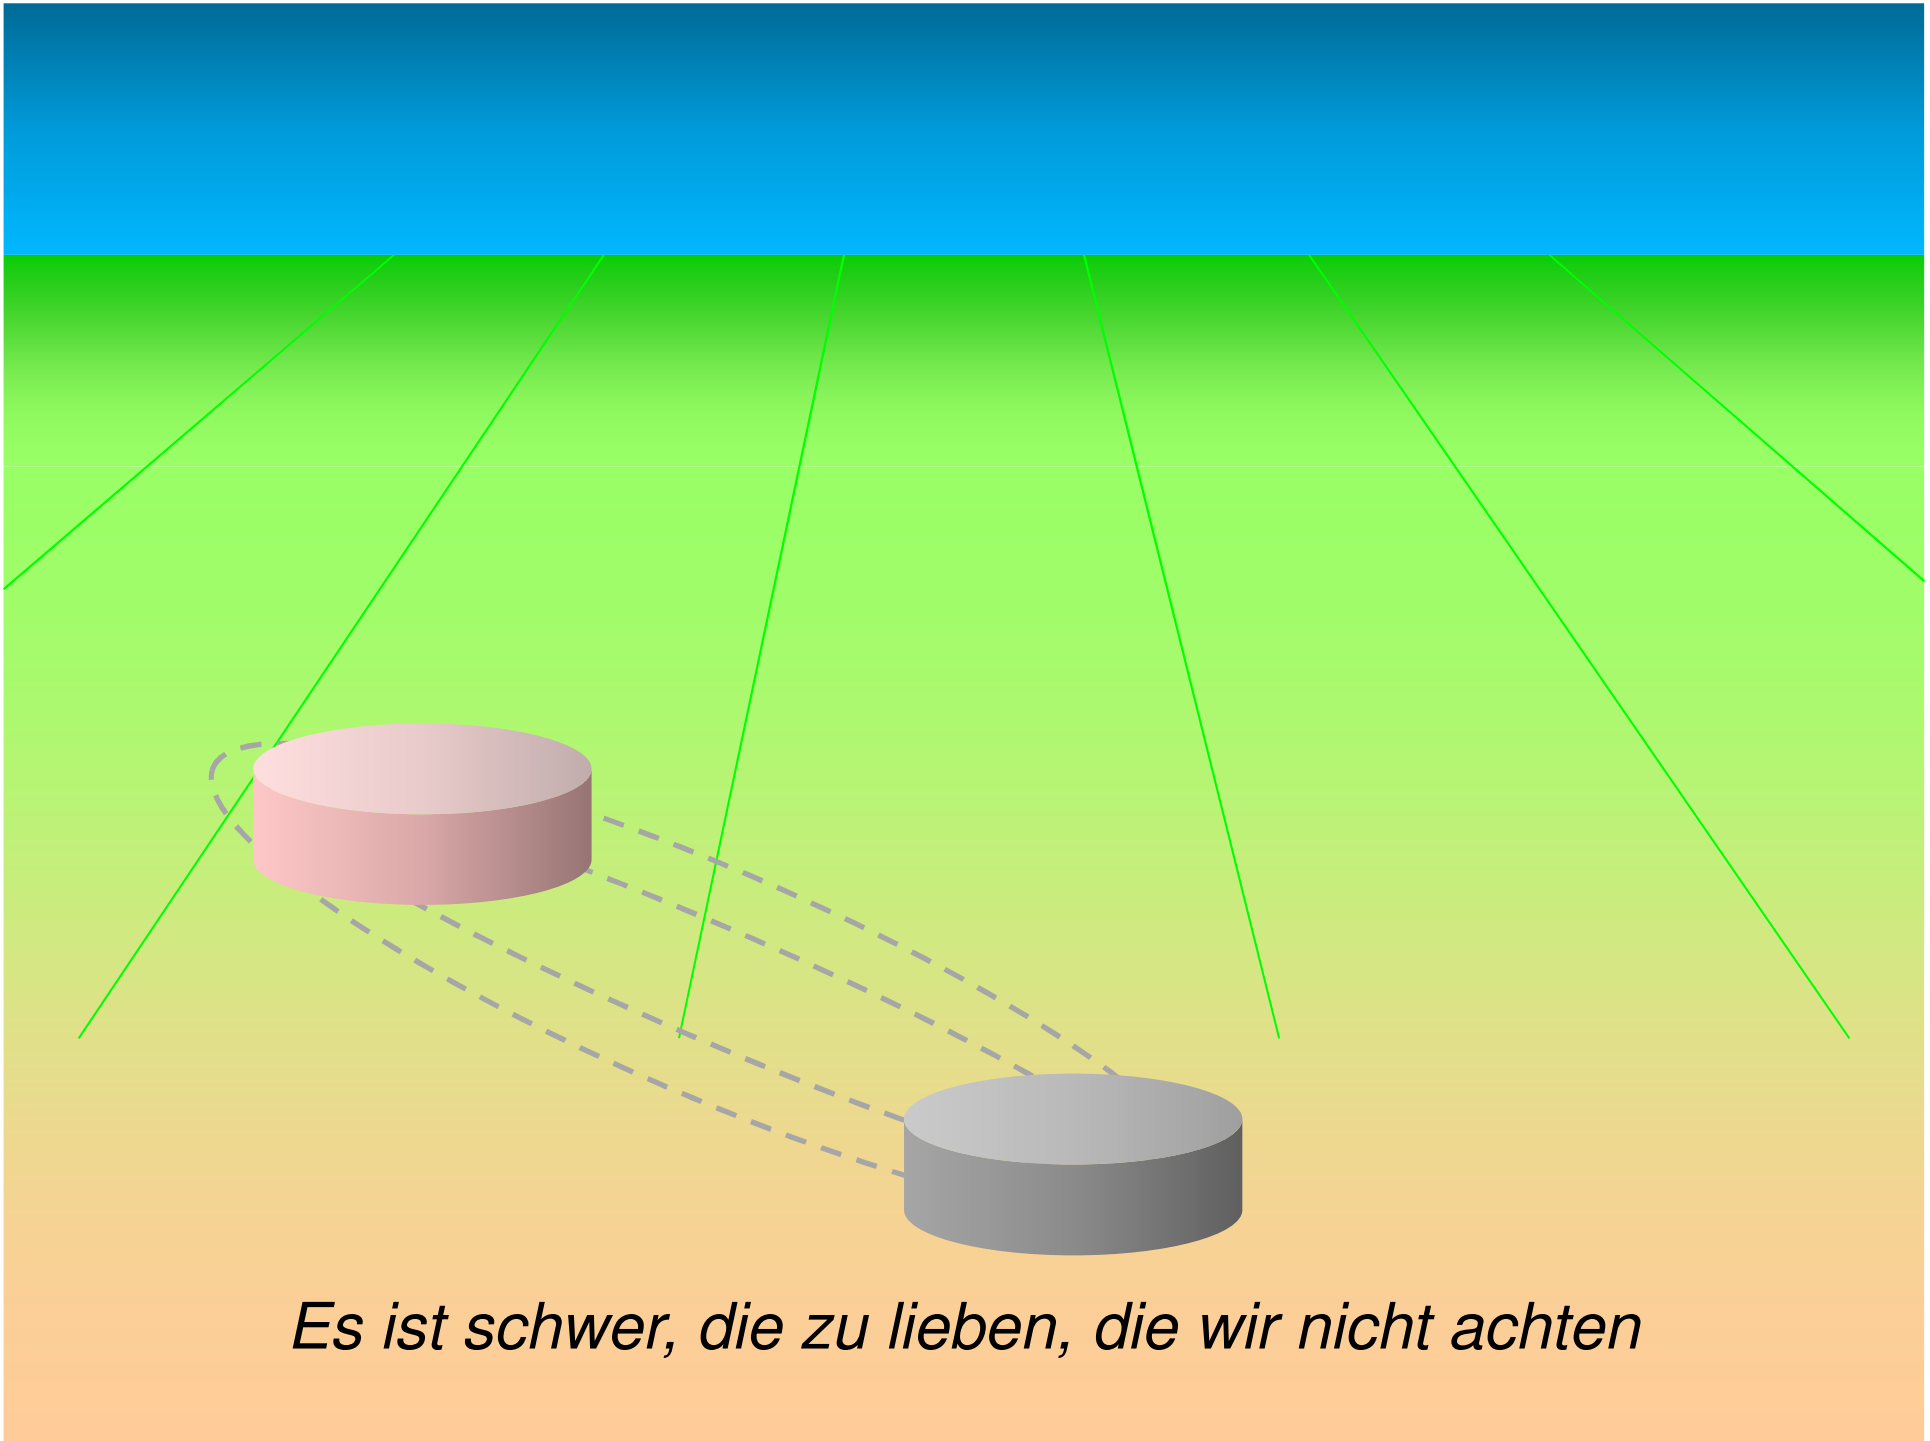 Es ist schwer, die zu lieben, die wir nicht achten